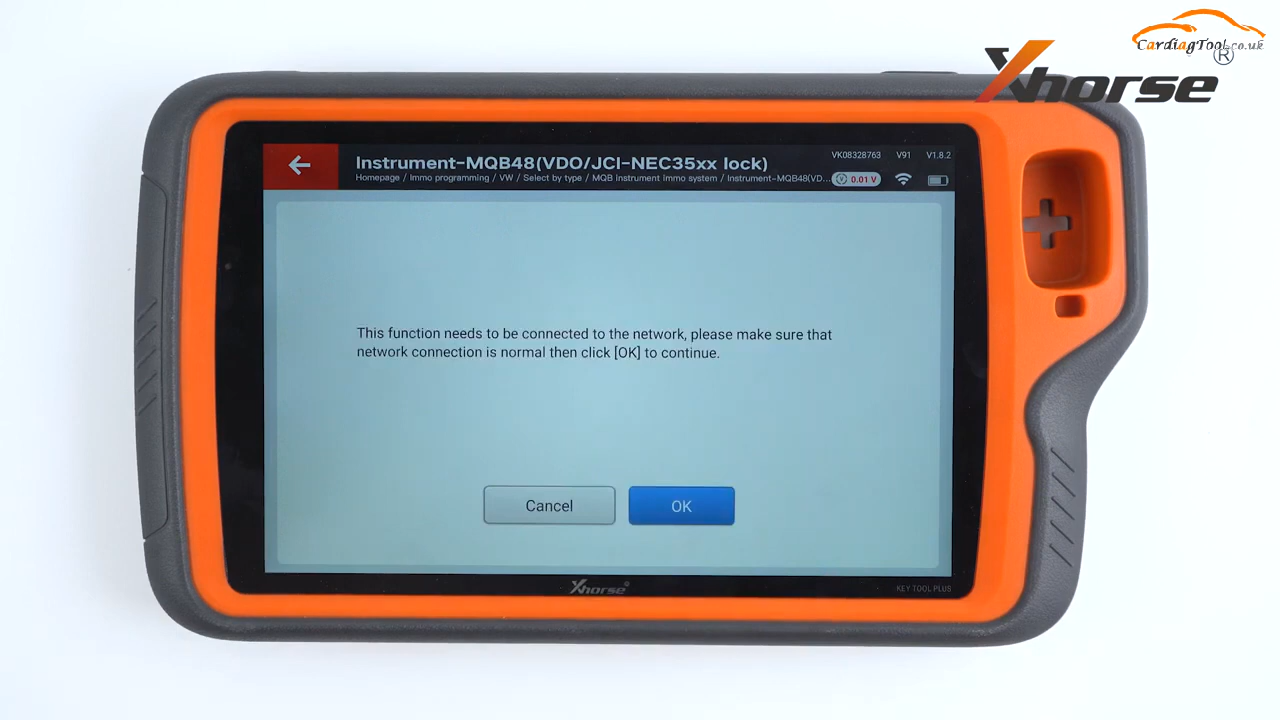 CardiagTool.co.uk
Xhorse®
Instrument-MQB48(VDO/JCI-NEC35xx lock)
VK08328763 V91 V1.8.2
Homepage / Immo programming / VW / Select by type / MQB instrument Immo system / Instrument-MQB48(VD...
0.01 V
This function needs to be connected to the network, please make sure that
network connection is normal then click [OK] to continue.
Cancel
OK
Xhorse®
KEY TOOL PLUS